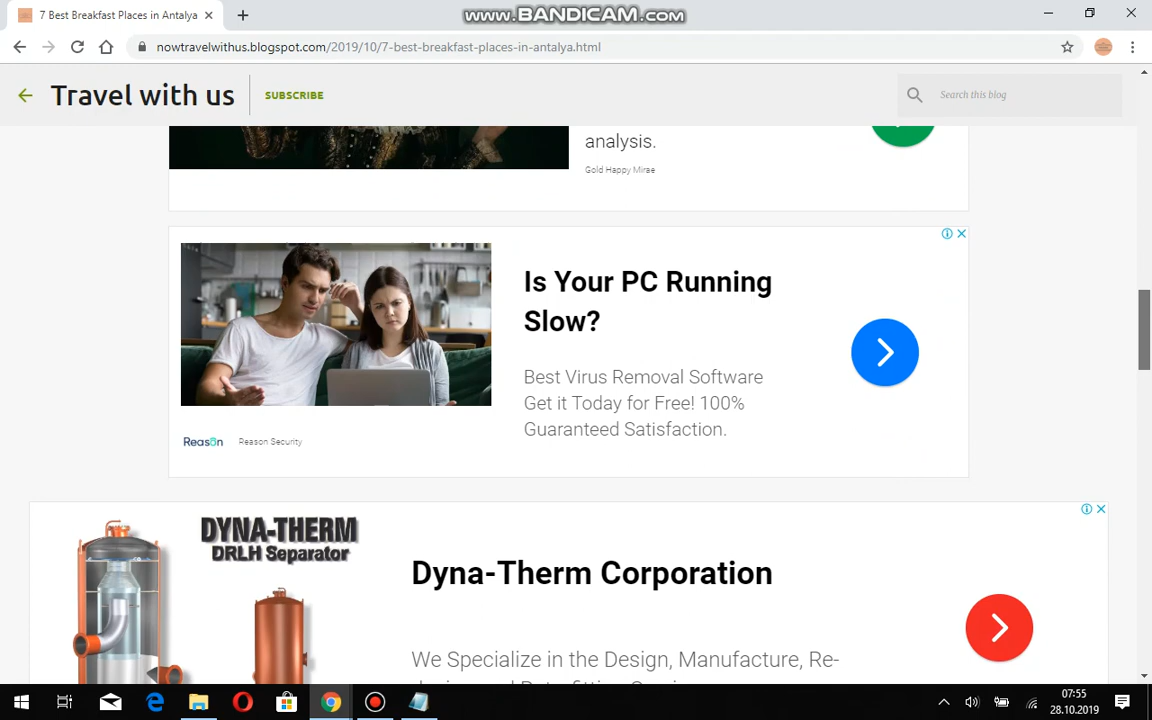 7 Best Breakfast Places in Antalya
www.BANDICAM.com
nowtravelwithus.blogspot.com/2019/10/7-best-breakfast-places-in-antalya.html
Travel with us
SUBSCRIBE
Search this blog
analysis.
Gold Happy Mirae
Is Your PC Running
Slow?
Best Virus Removal Software
Get it Today for Free! 100%
Guaranteed Satisfaction.
Reason
Reason Security
DYNA-THERM
DRLH Separator
Dyna-Therm Corporation
We Specialize in the Design, Manufacture, Re-
07:55
28.10.2019